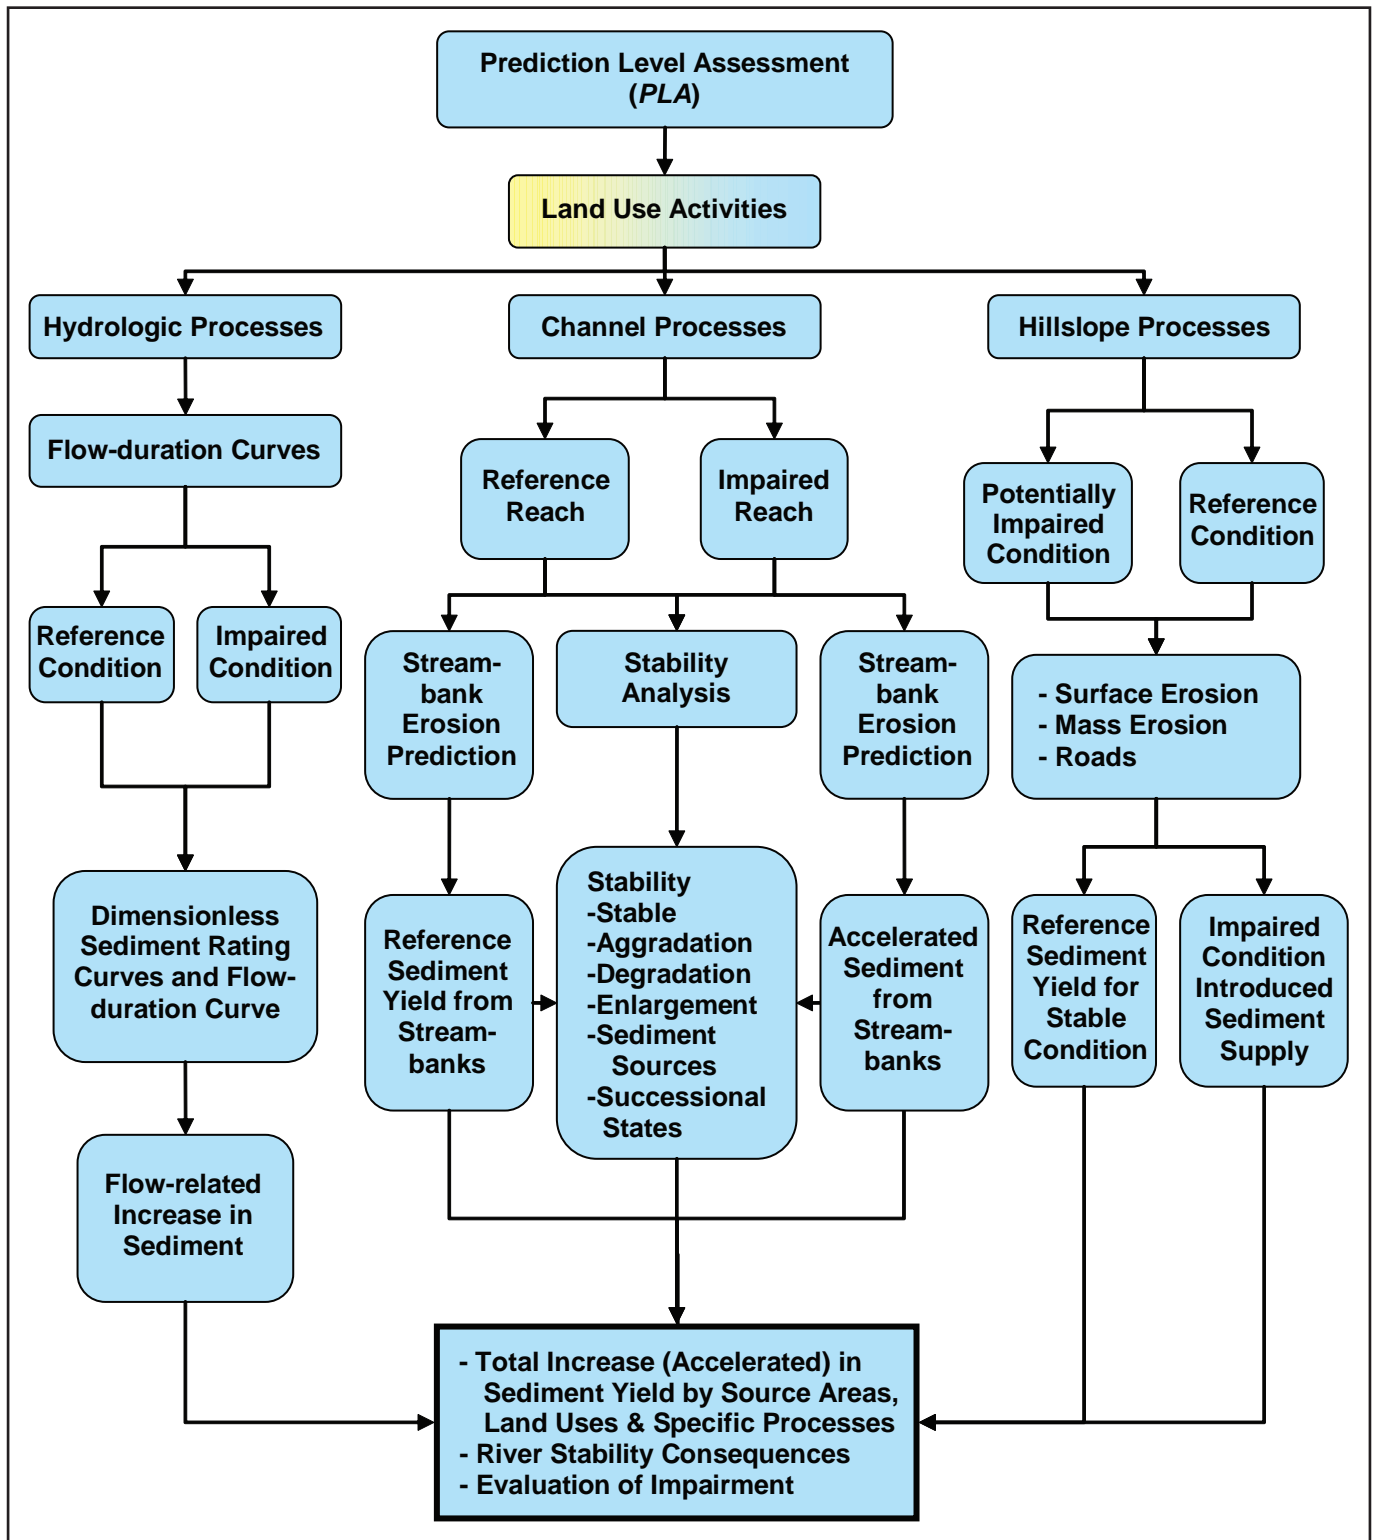 Prediction Level Assessment
(PLA)
Land Use Activities
Hydrologic Processes
Channel Processes
Hillslope Processes
Flow-duration Curves
Reference
Reach
Impaired
Reach
Potentially
Impaired
Condition
Reference
Condition
Reference
Condition
Impaired
Condition
Stream-
bank
Erosion
Prediction
Stability
Analysis
Stream-
bank
Erosion
Prediction
- Surface Erosion
- Mass Erosion
- Roads
Dimensionless
Sediment Rating
Curves and Flow-
duration Curve
Reference
Sediment
Yield from
Stream-
banks
Stability
-Stable
-Aggradation
-Degradation
-Enlargement
-Sediment
Sources
-Successional
States
Accelerated
Sediment
from
Stream-
banks
Reference
Sediment
Yield for
Stable
Condition
Impaired
Condition
Introduced
Sediment
Supply
Flow-related
Increase in
Sediment
- Total Increase (Accelerated) in
Sediment Yield by Source Areas,
Land Uses & Specific Processes
- River Stability Consequences
- Evaluation of Impairment